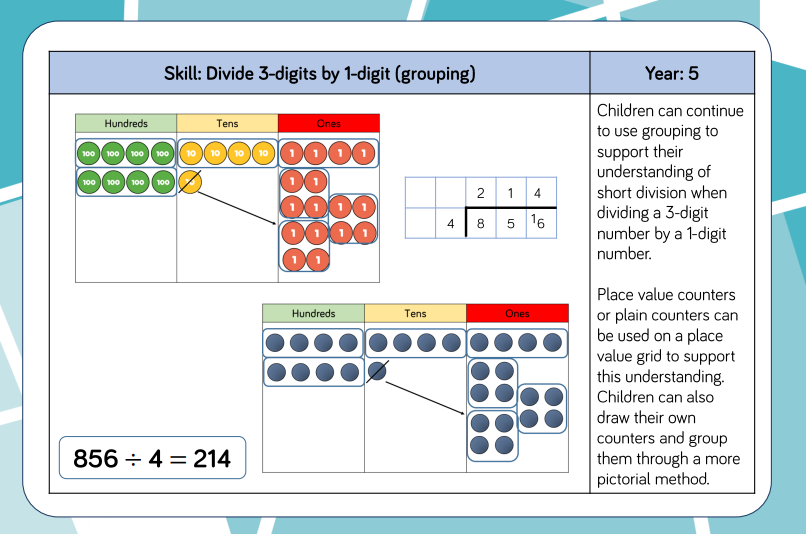 Skill: Divide 3-digits by 1-digit (grouping)
Year: 5
Hundreds Tens Ones
100 100 100 100 10 10 10 10 1 1 1 1
100 100 100 100 10 1 1
1 1 1 1
1 1 1 1
1 1
2 1 4
4 8 5 16
Hundreds Tens Ones
856 ÷ 4 = 214
Children can continue
to use grouping to
support their
understanding of
short division when
dividing a 3-digit
number by a 1-digit
number.
Place value counters
or plain counters can
be used on a place
value grid to support
this understanding.
Children can also
draw their own
counters and group
them through a more
pictorial method.